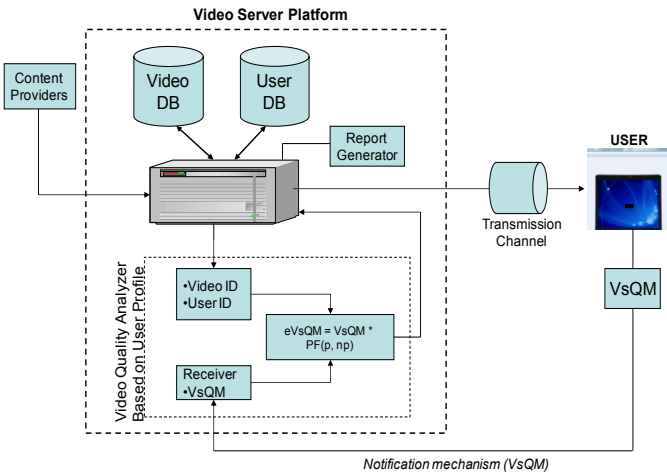 Video Server Platform
Content
Providers
Video
DB
User
DB
Report
Generator
USER
Transmission
Channel
VsQM
Video Quality Analyzer
Based on User Profile
•Video ID
•User ID
eVsQM = VsQM *
PF(p, np)
Receiver
•VsQM
Notification mechanism (VsQM)